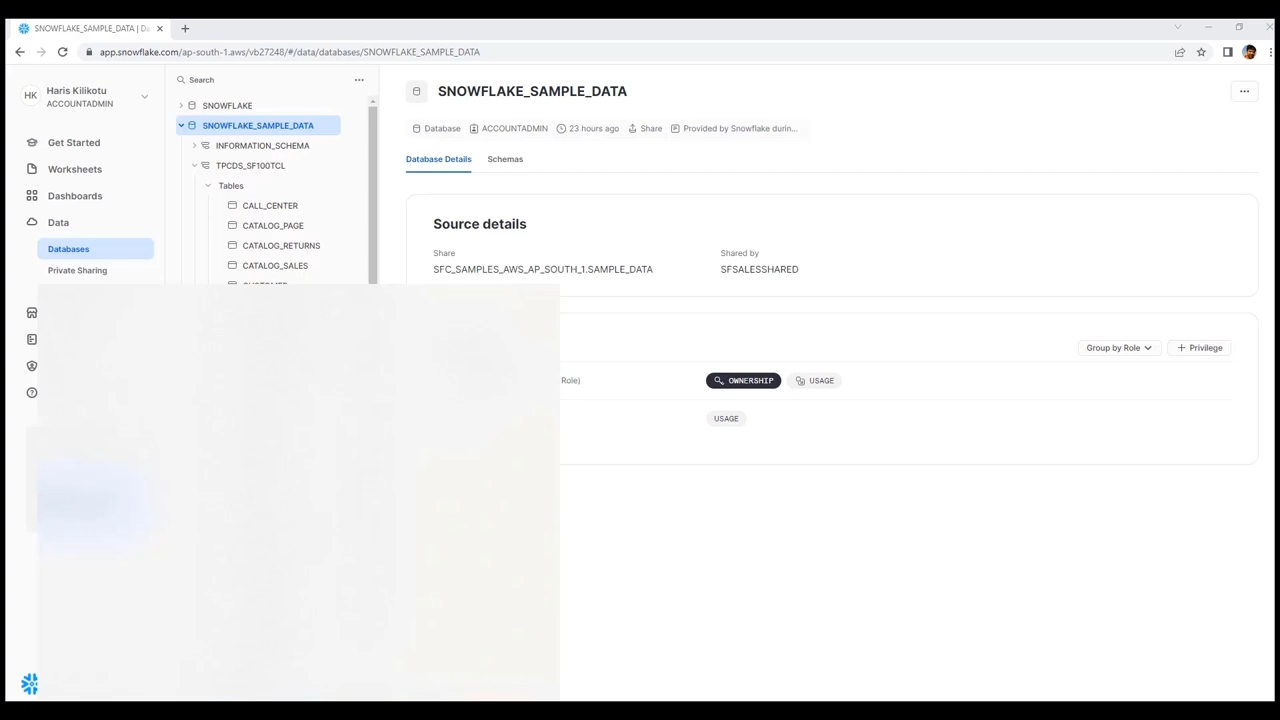 SNOWFLAKE_SAMPLE_DATA | Da
app.snowflake.com/ap-south-1.aws/vb27248/#/data/databases/SNOWFLAKE_SAMPLE_DATA
HK
Haris Kilikotu
ACCOUNTADMIN
Get Started
Worksheets
Dashboards
Data
Databases
Private Sharing
Search
SNOWFLAKE
SNOWFLAKE_SAMPLE_DATA
INFORMATION_SCHEMA
TPCDS_SF100TCL
Tables
CALL_CENTER
CATALOG_PAGE
CATALOG_RETURNS
CATALOG_SALES
SNOWFLAKE_SAMPLE_DATA
Database ACCOUNTADMIN 23 hours ago Share Provided by Snowflake durin...
Database Details Schemas
Source details
Share Shared by
SFC_SAMPLES_AWS_AP_SOUTH_1.SAMPLE_DATA SFSALESSHARED
Group by Role + Privilege
Role) OWNERSHIP USAGE
USAGE